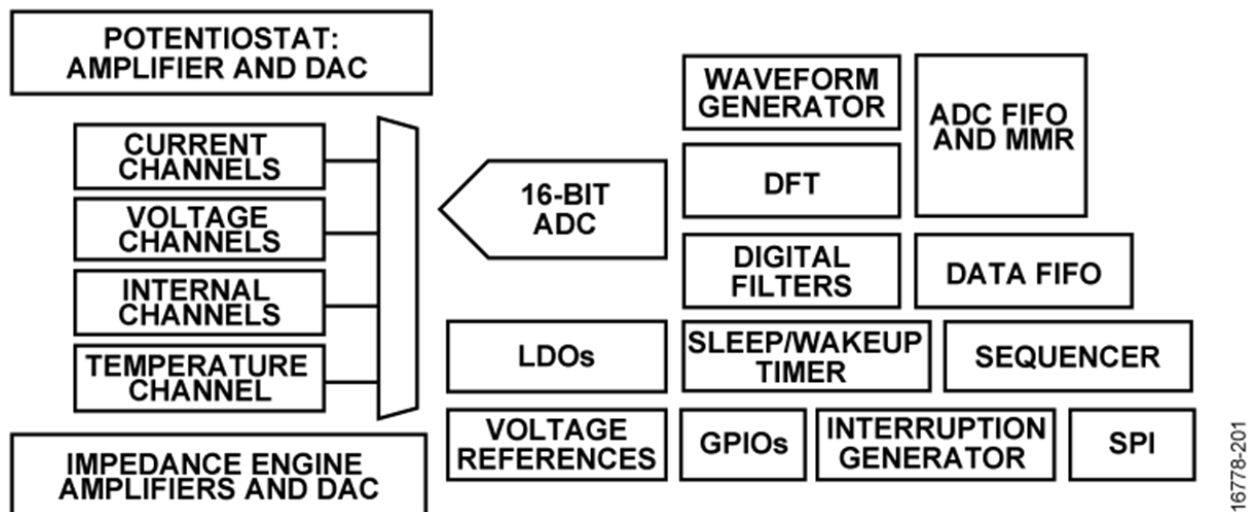 POTENTIOSTAT:
AMPLIFIER AND DAC
CURRENT
CHANNELS
VOLTAGE
CHANNELS
INTERNAL
CHANNELS
TEMPERATURE
CHANNEL
IMPEDANCE ENGINE
AMPLIFIERS AND DAC
16-BIT
ADC
WAVEFORM
GENERATOR
ADC FIFO
AND MMR
DFT
DIGITAL
FILTERS
DATA FIFO
LDOs
SLEEP/WAKEUP
TIMER
SEQUENCER
VOLTAGE
REFERENCES
GPIOs
INTERRUPTION
GENERATOR
SPI
16778-201